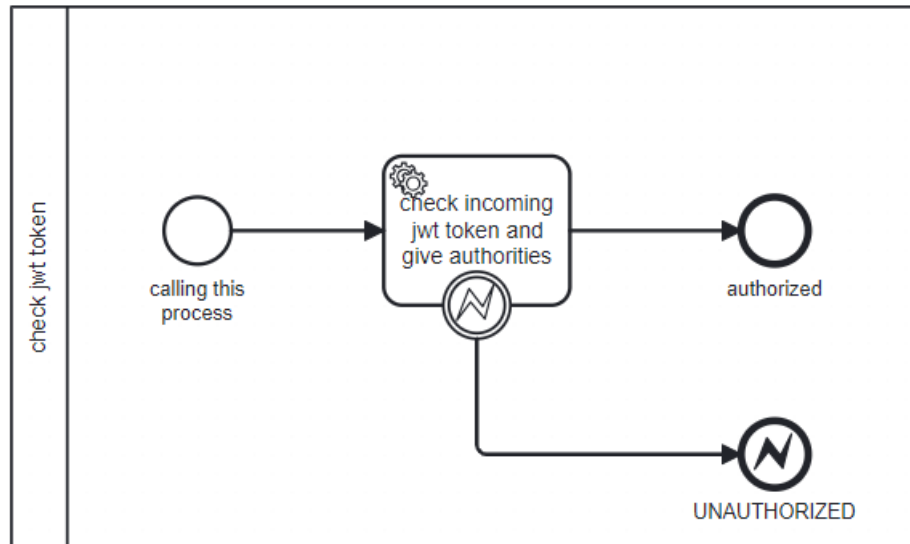 check jwt token
calling this
process
check incoming
jwt token and
give authorities
authorized
UNAUTHORIZED